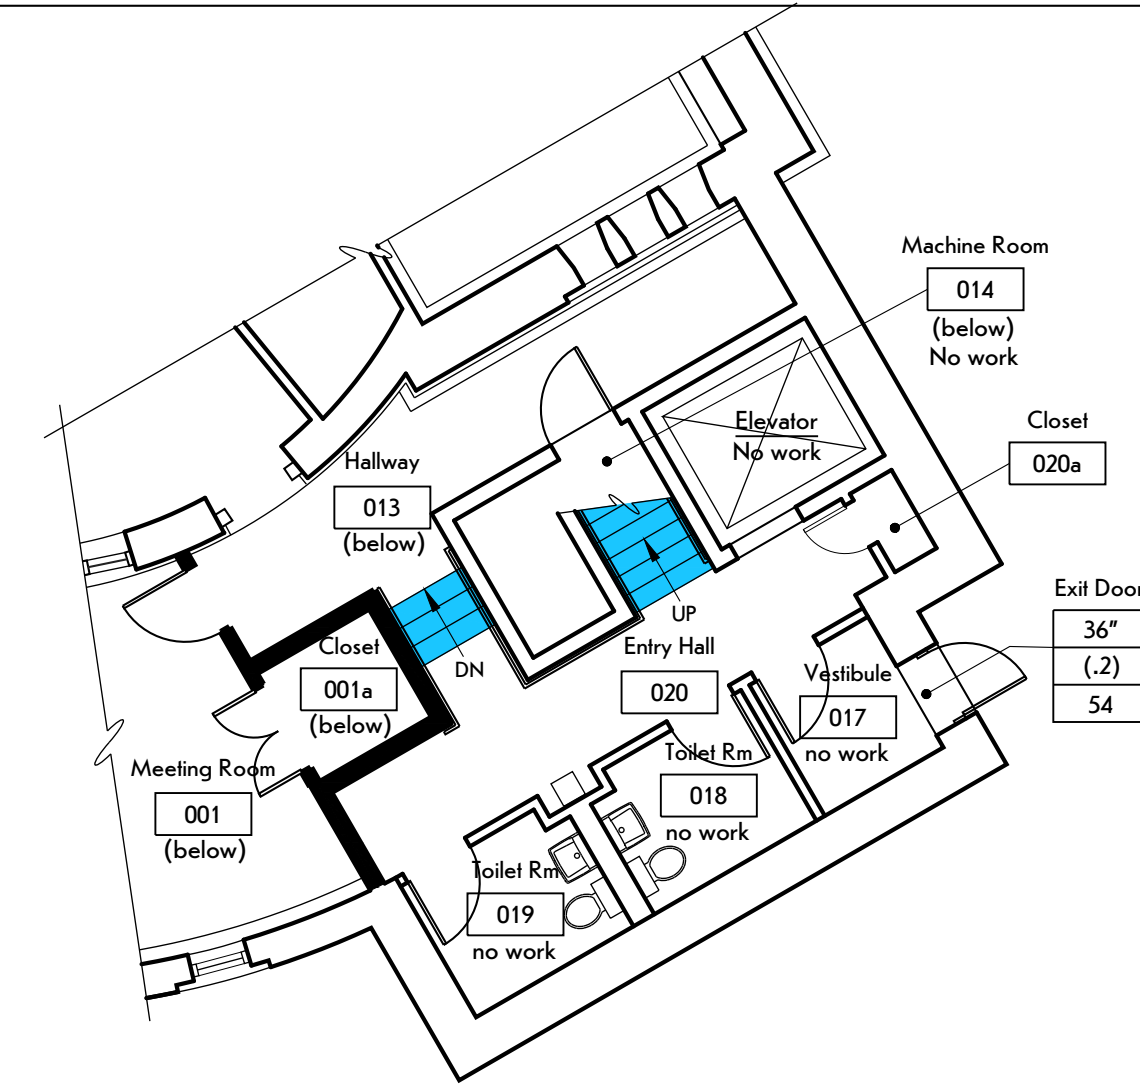 Machine Room
014
(below)
No work
Elevator
No work
Closet
020a
Hallway
013
(below)
UP
DN
Exit Door
36"
(.2)
54
Closet
001a
(below)
Entry Hall
020
Vestibule
017
no work
Meeting Room
001
(below)
Toilet Rm
018
no work
Toilet Rm
019
no work